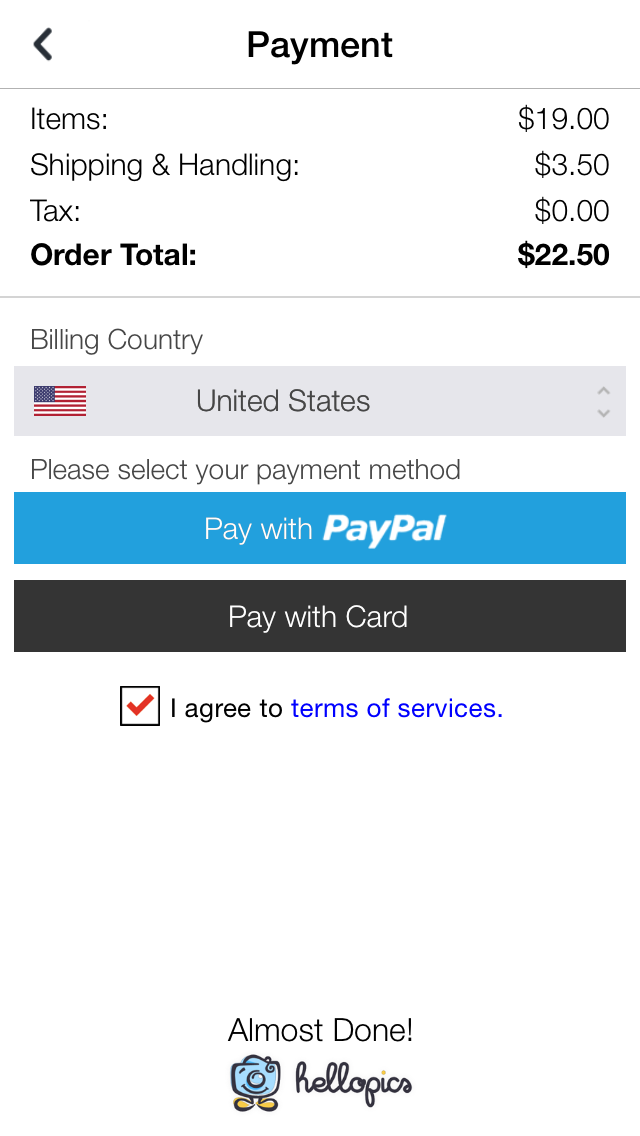 Payment
Items: $19.00
Shipping & Handling: $3.50
Tax: $0.00
Order Total: $22.50
Billing Country
United States
Please select your payment method
Pay with PayPal
Pay with Card
I agree to terms of services.
Almost Done!
hellopics